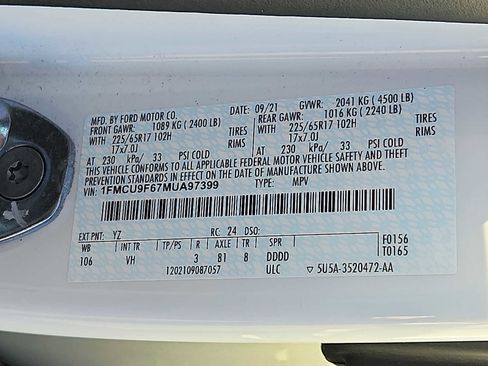 MFD. BY FORD MOTOR CO. 09/21 GVWR: 2041 KG ( 4500 LB)
FRONT GAWR: 1089 KG ( 2400 LB) REAR GAWR: 1016 KG ( 2240 LB)
225/65R17 102H TIRES 225/65R17 102H TIRES
17x7.0J RIMS 17x7.0J RIMS
AT 230 kPa/ 33 PSI COLD AT 230 kPa/ 33 PSI COLD
THIS VEHICLE CONFORMS TO ALL APPLICABLE FEDERAL MOTOR VEHICLE SAFETY, BUMPER, AND THEFT
PREVENTION STANDARDS IN EFFECT ON THE DATE OF MANUFACTURE SHOWN ABOVE.
VIN: 1FMCU9F67MUA97399 TYPE: MPV
EXT PNT: YZ RC: 24 DSO: F0156
WB INT TR TP/PS R AXLE TR SPR T0165
106 VH 3 B1 8 DDDD
1202109087057 ULC 5U5A-3520472-AA